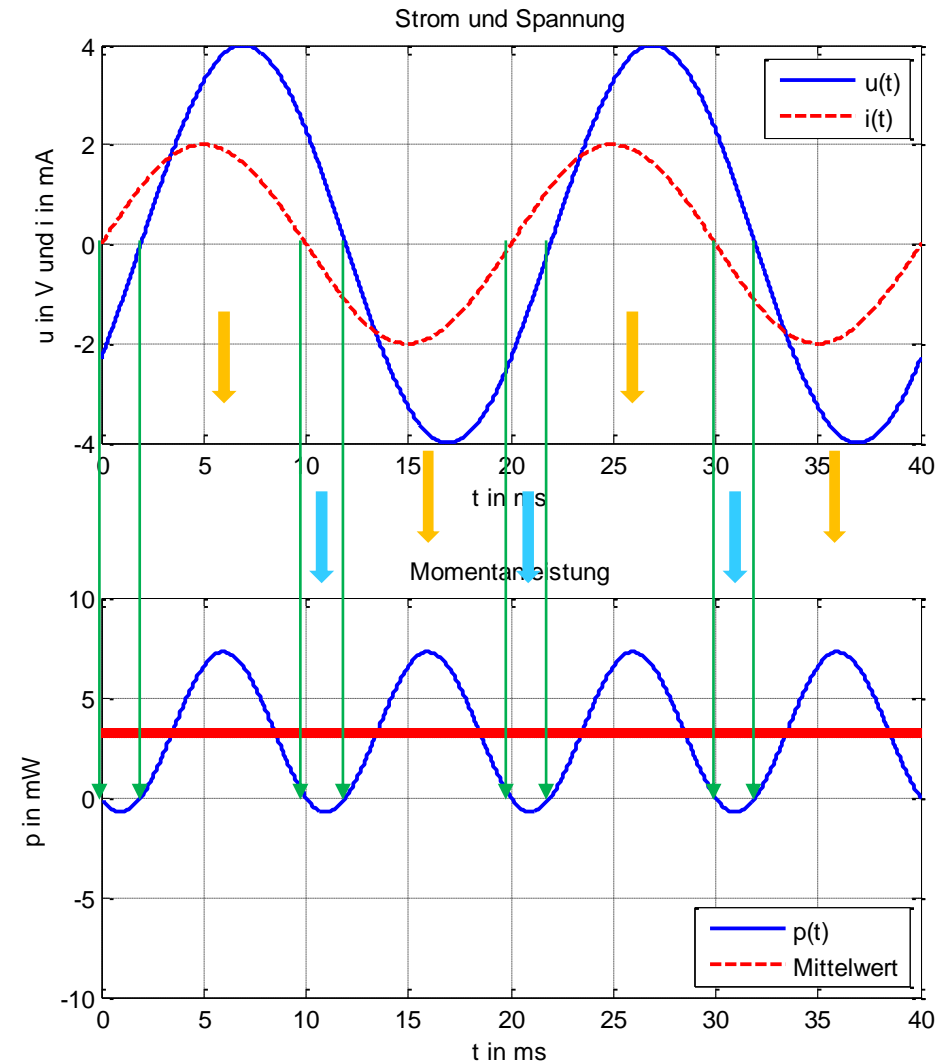 Strom und Spannung
u in V und i in mA
4
2
0
-2
-4
u(t)
i(t)
0 5 10 15 20 25 30 35 40
t in ms
Momentanleistung
p in mW
10
5
0
-5
-10
p(t)
Mittelwert
0 5 10 15 20 25 30 35 40
t in ms